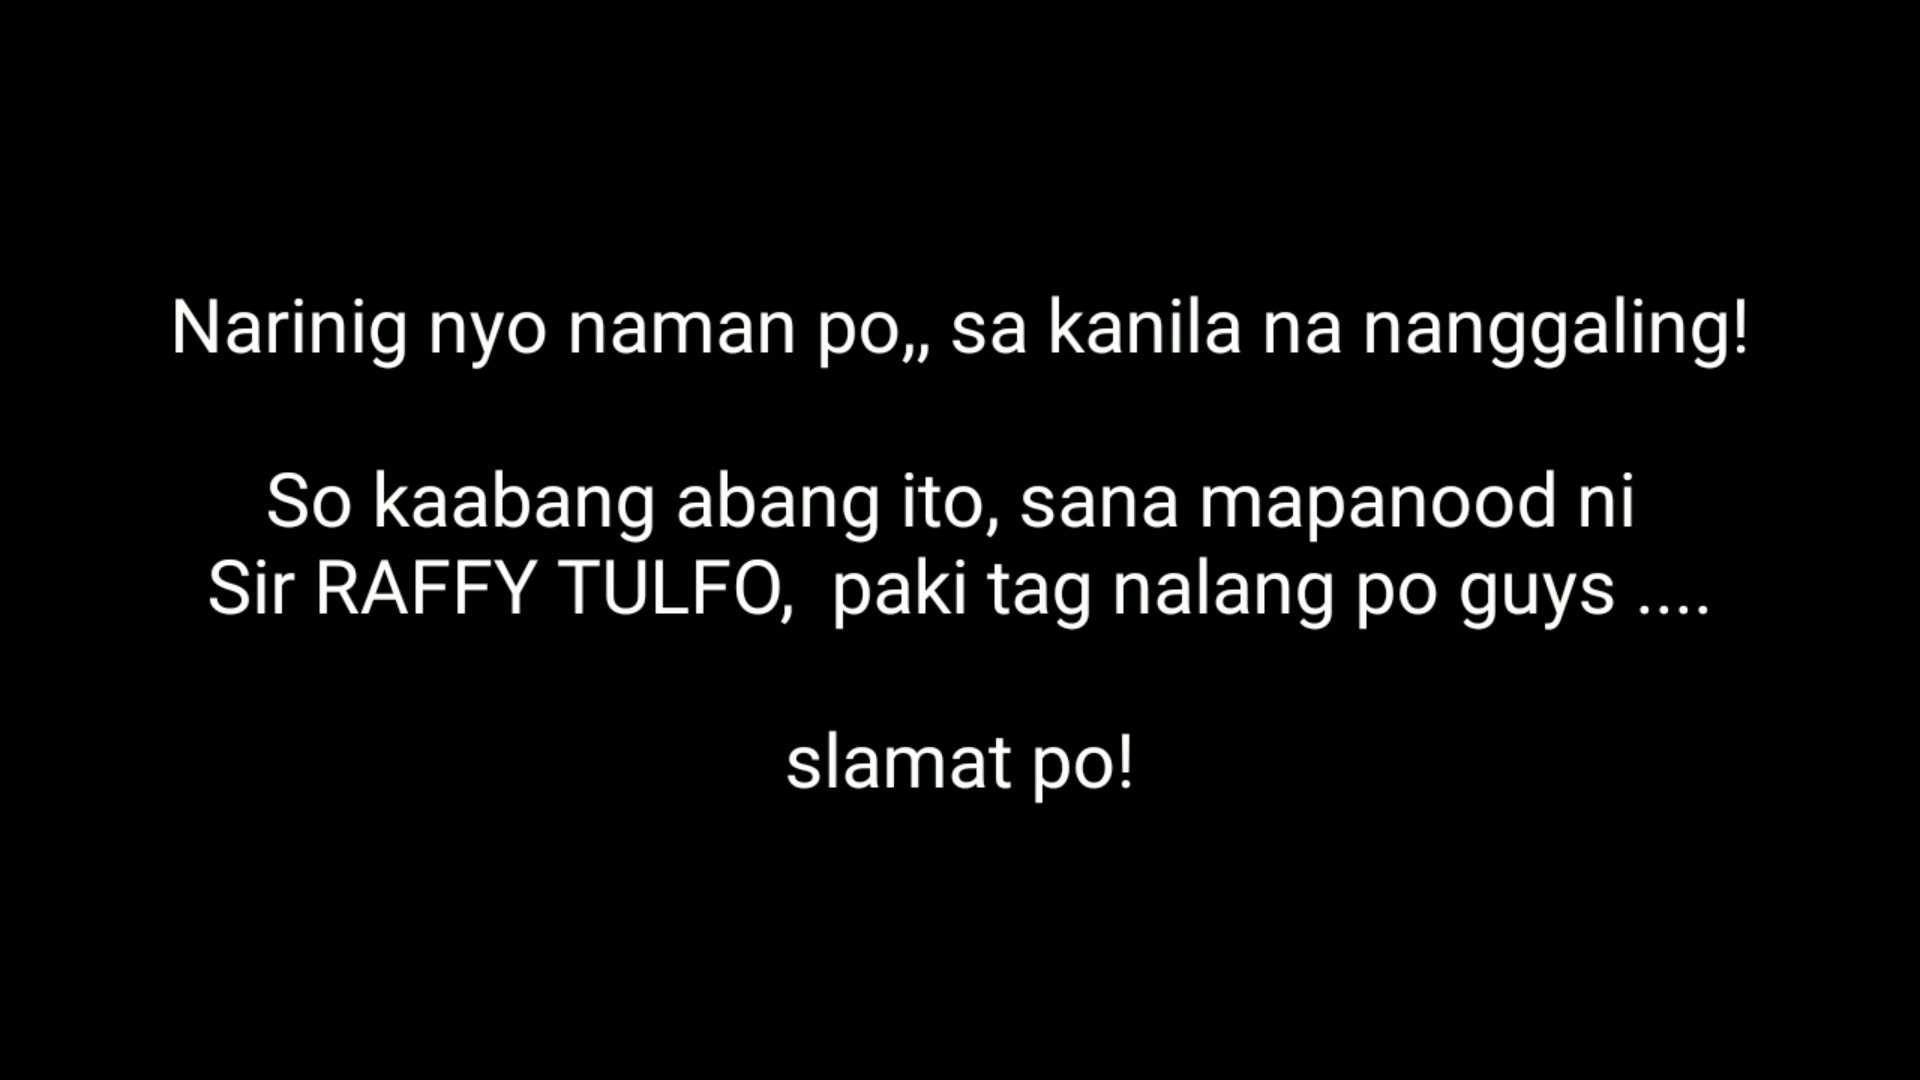 Narinig nyo naman po,, sa kanila na nanggaling!
So kaabang abang ito, sana mapanood ni
Sir RAFFY TULFO,  paki tag nalang po guys ....
slamat po!